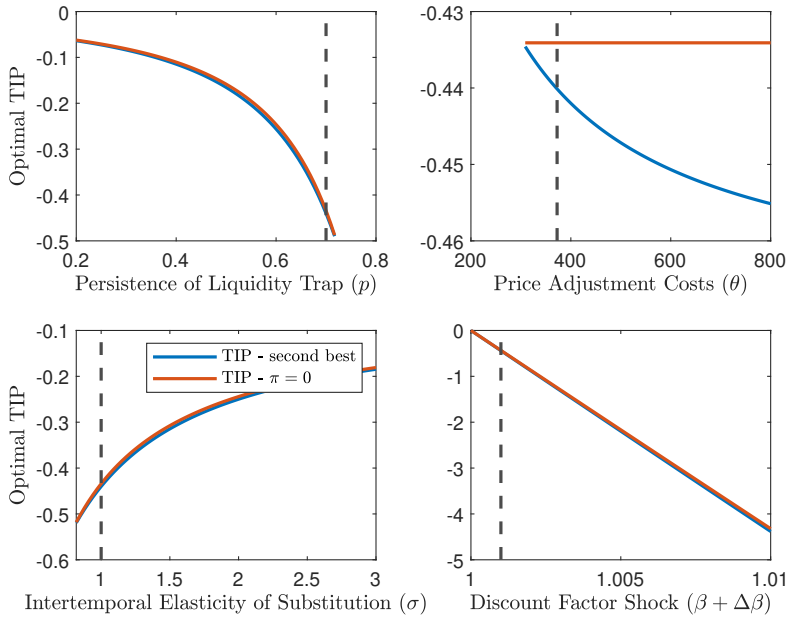 0
-0.1
-0.2
-0.3
-0.4
-0.5
0.2 0.4 0.6 0.8
Optimal TIP
Persistence of Liquidity Trap (p)
-0.43
-0.44
-0.45
-0.46
200 400 600 800
Price Adjustment Costs (θ)
-0.1
-0.2
-0.3
-0.4
-0.5
-0.6
1 1.5 2 2.5 3
Optimal TIP
Intertemporal Elasticity of Substitution (σ)
TIP - second best
TIP - π = 0
0
-1
-2
-3
-4
-5
1 1.005 1.01
Discount Factor Shock (β + Δβ)